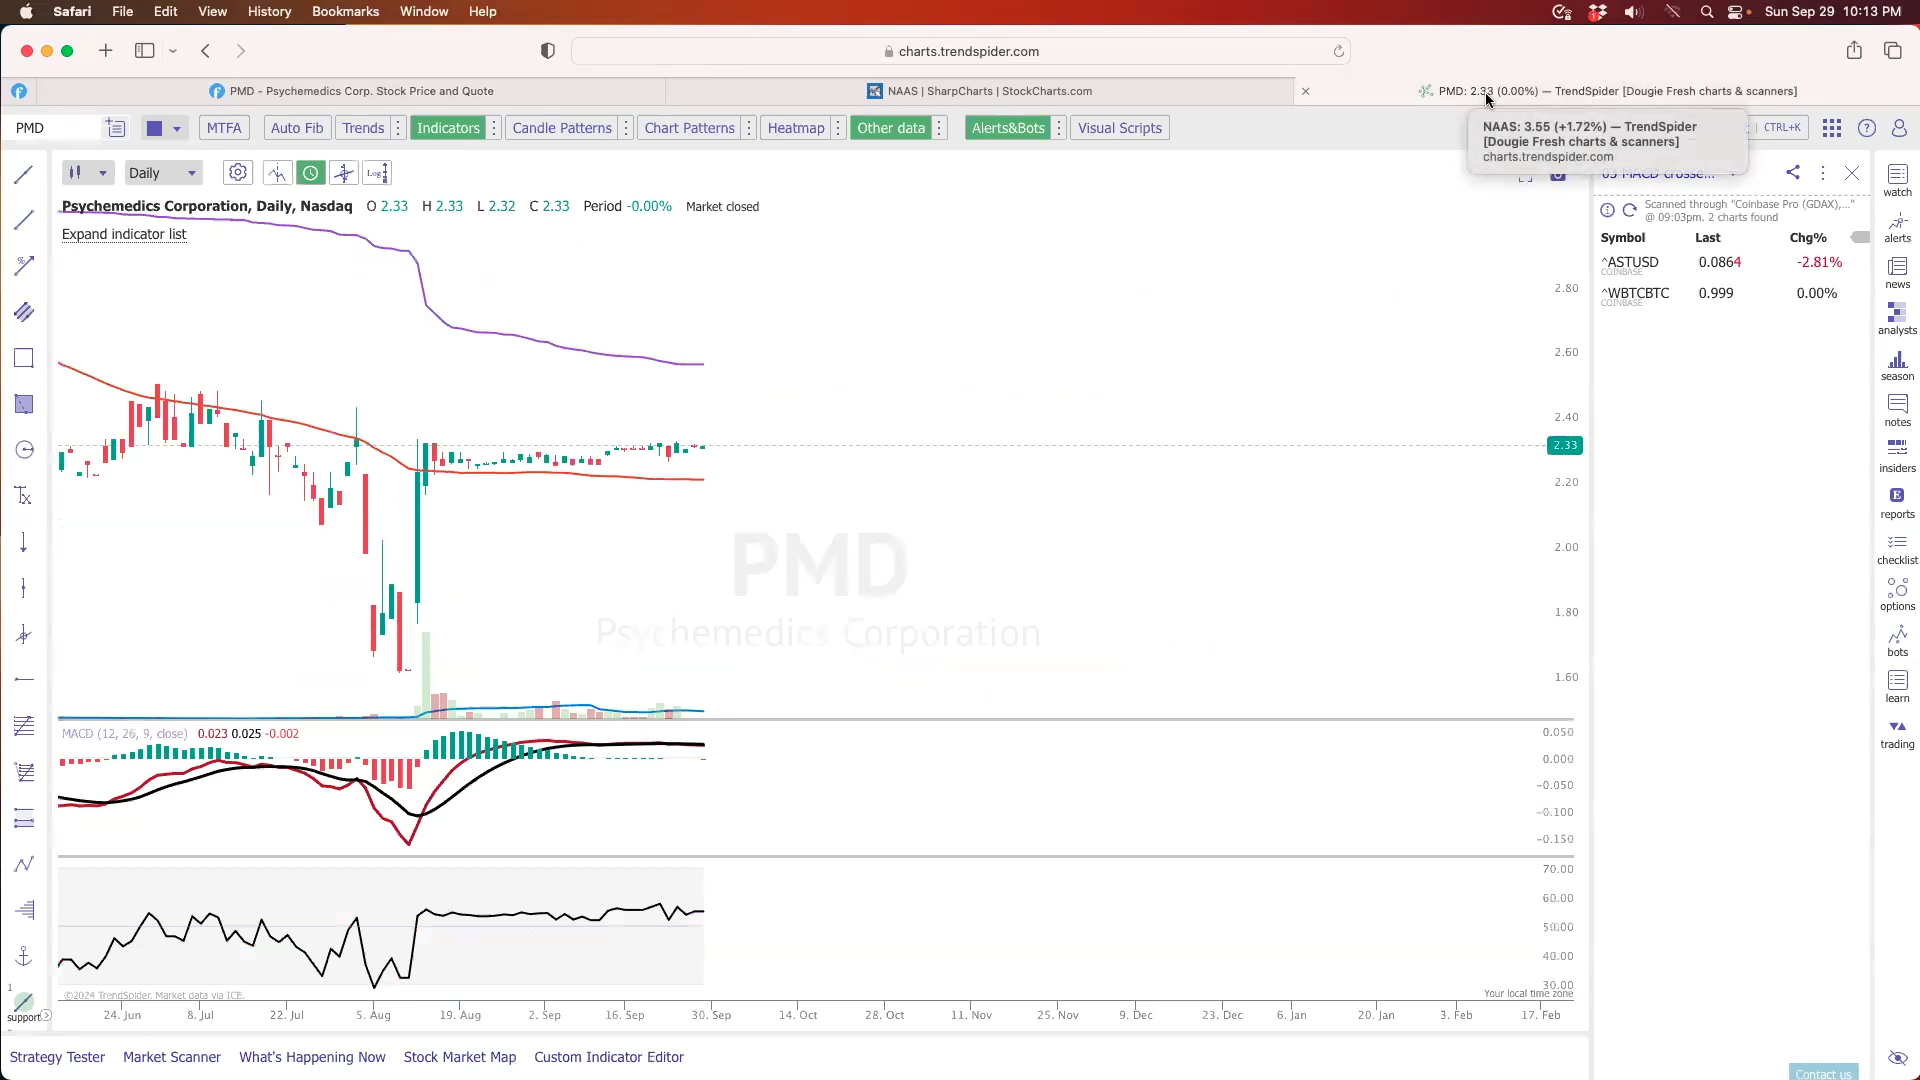 Safari File Edit View History Bookmarks Window Help Sun Sep 29 10:13 PM
charts.trendspider.com
PMD - Psychemedics Corp. Stock Price and Quote NAAS | SharpCharts | StockCharts.com PMD: 2.33 (0.00%) — TrendSpider [Dougie Fresh charts & scanners]
PMD MTFA Auto Fib Trends Indicators Candle Patterns Chart Patterns Heatmap Other data Alerts&Bots Visual Scripts CTRL+K
NAAS: 3.55 (+1.72%) — TrendSpider
[Dougie Fresh charts & scanners]
charts.trendspider.com
Daily Log
03 MACD crosse...
Psychemedics Corporation, Daily, Nasdaq O 2.33 H 2.33 L 2.32 C 2.33 Period -0.00% Market closed
Expand indicator list
Scanned through "Coinbase Pro (GDAX),..."
@ 09:03pm. 2 charts found
Symbol Last Chg%
^ASTUSD 0.0864 -2.81%
COINBASE
^WBTCBTC 0.999 0.00%
COINBASE
watch
alerts
news
analysts
season
notes
insiders
reports
checklist
options
bots
learn
trading
2.80
2.60
2.40
2.33
2.20
2.00
1.80
1.60
PMD
Psychemedics Corporation
MACD (12, 26, 9, close) 0.023 0.025 -0.002
0.050
0.000
-0.050
-0.100
-0.150
70.00
60.00
50.00
40.00
30.00
©2024 TrendSpider. Market data via ICE.
Your local time zone
1
support
24. Jun 8. Jul 22. Jul 5. Aug 19. Aug 2. Sep 16. Sep 30. Sep 14. Oct 28. Oct 11. Nov 25. Nov 9. Dec 23. Dec 6. Jan 20. Jan 3. Feb 17. Feb
Strategy Tester Market Scanner What's Happening Now Stock Market Map Custom Indicator Editor
Contact us